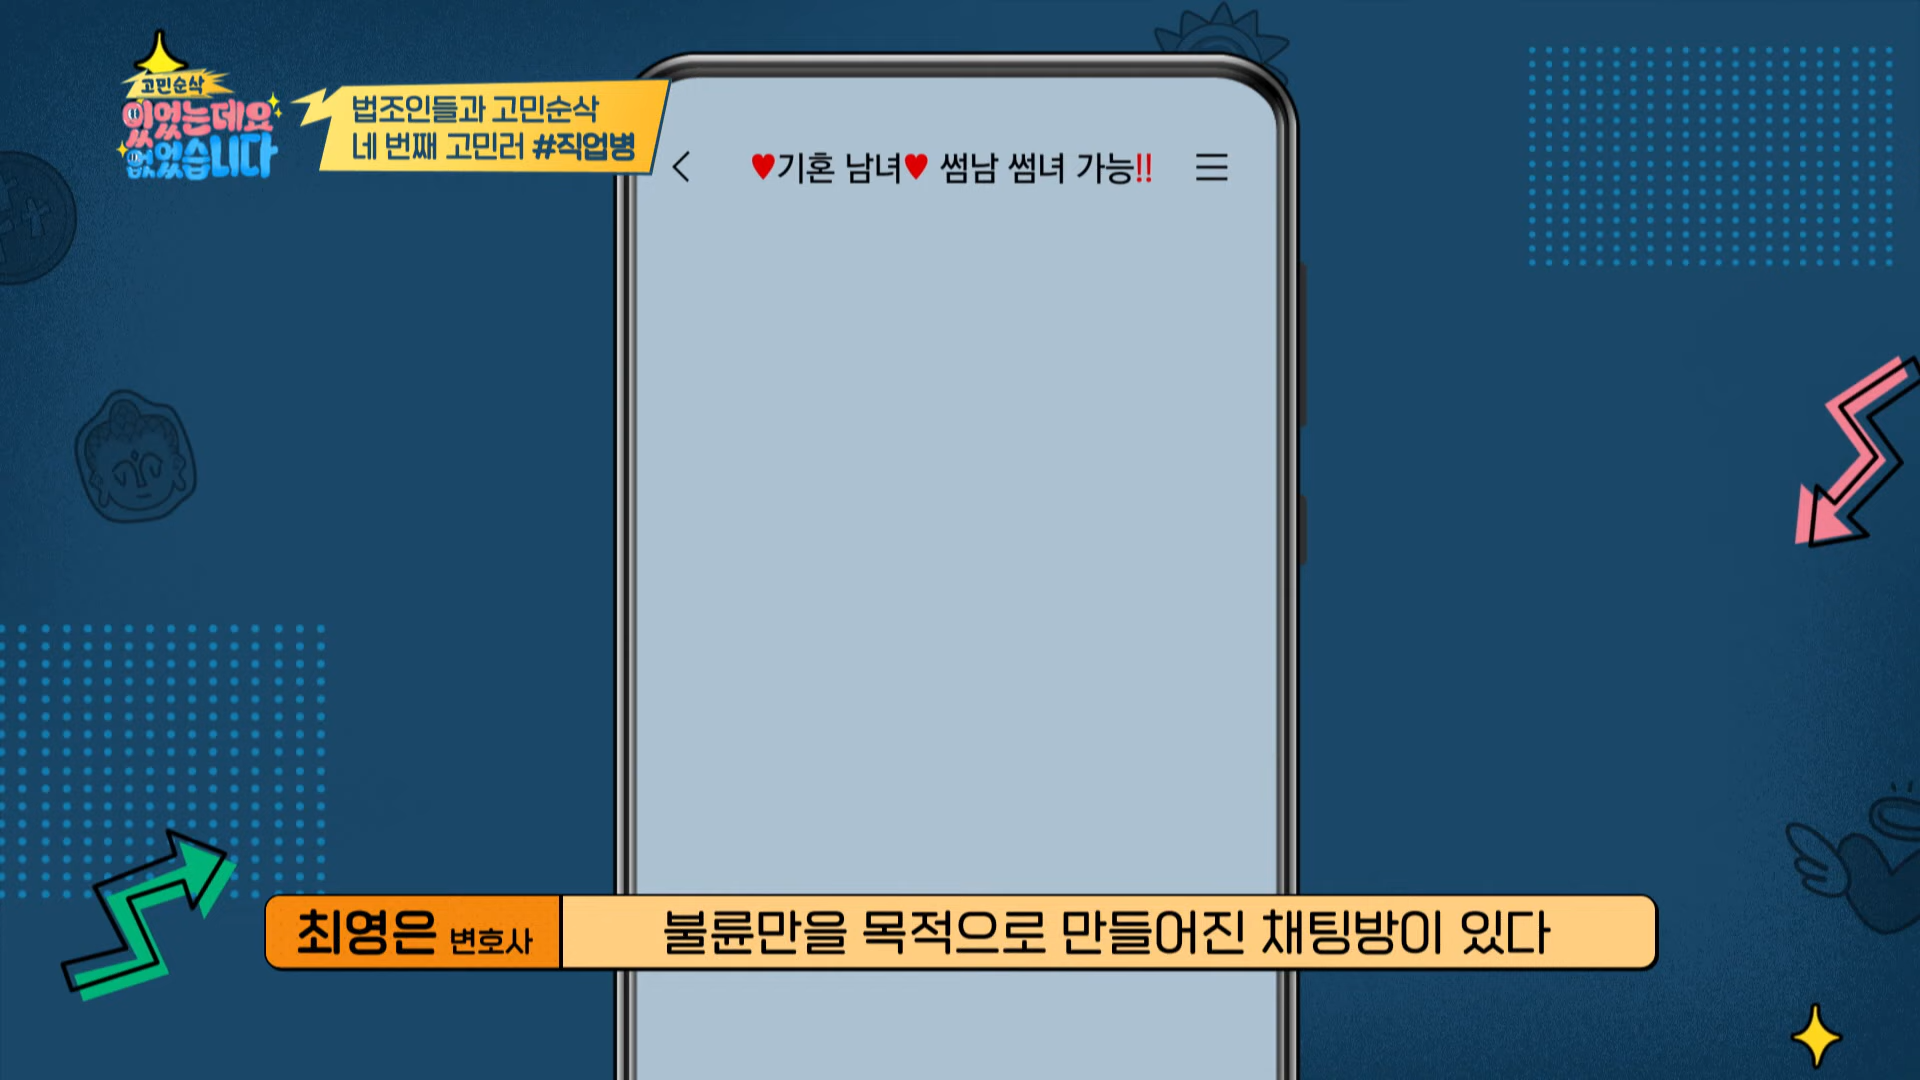 고민순삭
있었는데요
없었습니다
법조인들과 고민순삭
네 번째 고민러 #직업병
♥기혼 남녀♥ 썸남 썸녀 가능!!
최영은 변호사
불륜만을 목적으로 만들어진 채팅방이 있다